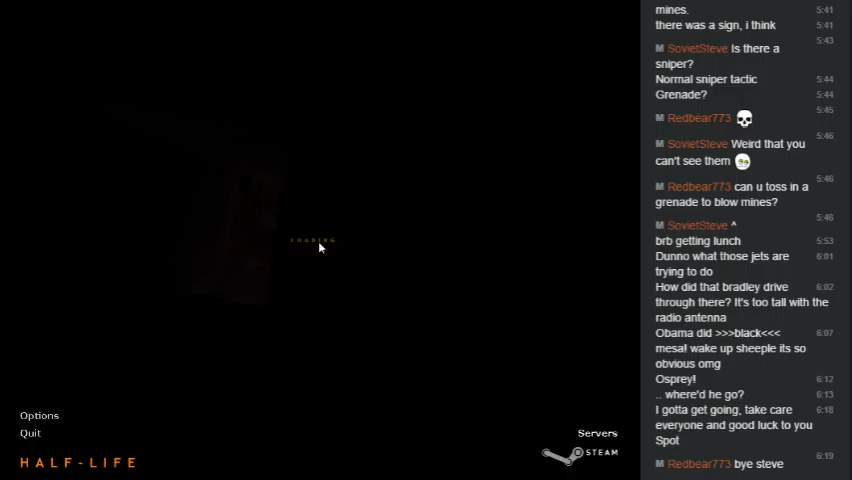 LOADING
Options
Quit
HALF-LIFE
Servers
STEAM
mines. 5:41
there was a sign, i think 5:41
5:43
M SovietSteve Is there a
sniper?
Normal sniper tactic 5:44
Grenade? 5:44
5:45
M Redbear773
5:46
M SovietSteve Weird that you
can't see them
5:46
M Redbear773 can u toss in a
grenade to blow mines?
5:46
M SovietSteve ^
brb getting lunch 5:53
Dunno what those jets are 6:01
trying to do
How did that bradley drive 6:02
through there? It's too tall with the
radio antenna
Obama did >>>black<<< 6:07
mesa! wake up sheeple its so
obvious omg
Osprey! 6:12
.. where'd he go? 6:13
I gotta get going, take care 6:18
everyone and good luck to you
Spot
6:19
M Redbear773 bye steve